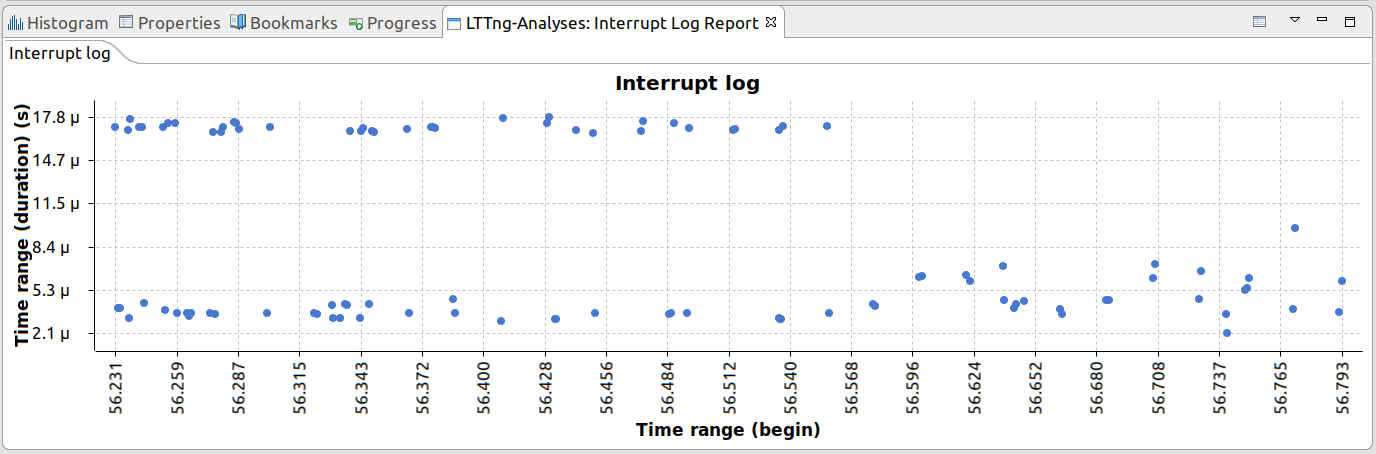 Histogram Properties Bookmarks Progress LTTng-Analyses: Interrupt Log Report
Interrupt log
Interrupt log
Time range (duration) (s)
17.8 µ
14.7 µ
11.5 µ
8.4 µ
5.3 µ
2.1 µ
56.231 56.259 56.287 56.315 56.343 56.372 56.400 56.428 56.456 56.484 56.512 56.540 56.568 56.596 56.624 56.652 56.680 56.708 56.737 56.765 56.793
Time range (begin)